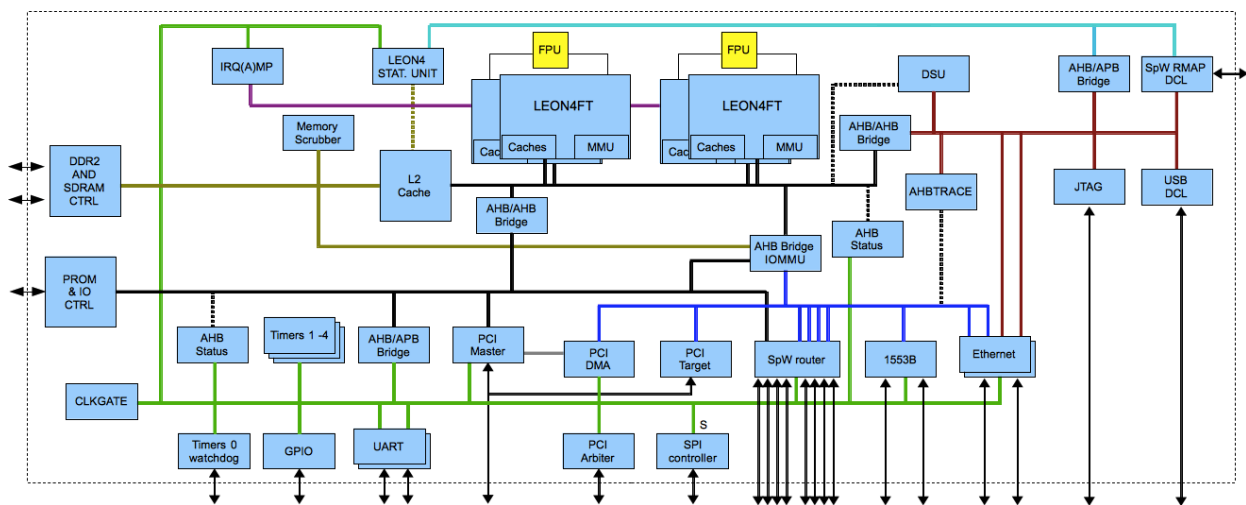 FPU
FPU
IRQ(A)MP
LEON4
STAT. UNIT
LEON4FT
Cac
Caches
MMU
LEON4FT
Ca
Caches
MMU
DSU
AHB/APB
Bridge
SpW RMAP
DCL
Memory
Scrubber
AHB/AHB
Bridge
DDR2
AND
SDRAM
CTRL
L2
Cache
AHBTRACE
JTAG
USB
DCL
AHB/AHB
Bridge
AHB
Status
AHB Bridge
IOMMU
PROM
& IO
CTRL
AHB
Status
Timers 1 -4
AHB/APB
Bridge
PCI
Master
PCI
DMA
PCI
Target
SpW router
1553B
Ethernet
CLKGATE
S
Timers 0
watchdog
GPIO
UART
PCI
Arbiter
SPI
controller